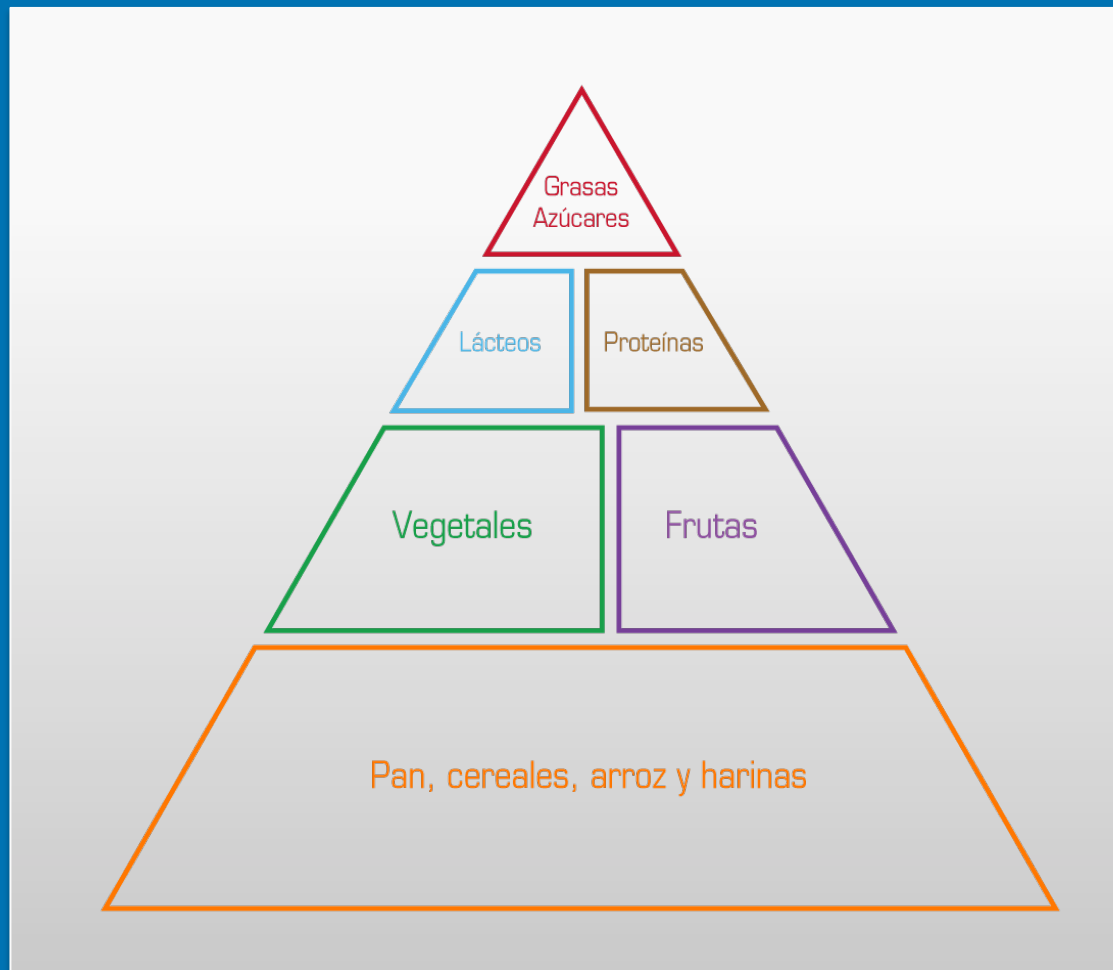 Grasas
Azúcares
Lácteos
Proteínas
Vegetales
Frutas
Pan, cereales, arroz y harinas